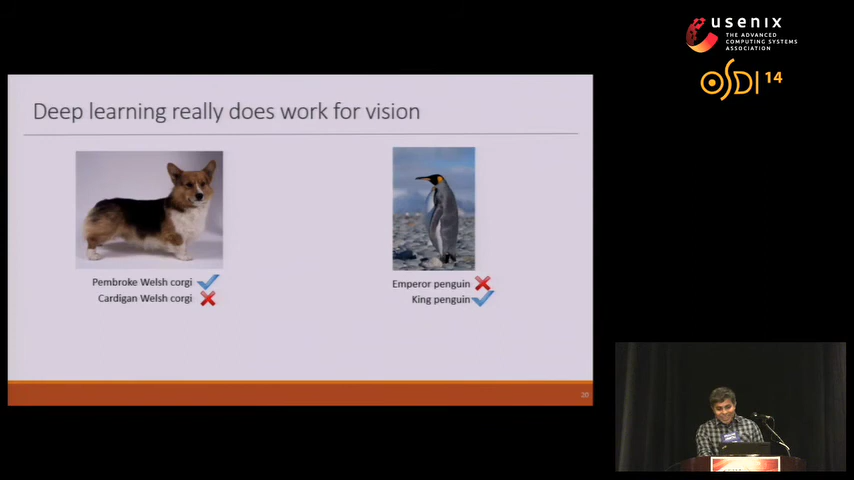 usenix
THE ADVANCED
COMPUTING SYSTEMS
ASSOCIATION
OSDI 14
Deep learning really does work for vision
Pembroke Welsh corgi
Cardigan Welsh corgi
Emperor penguin
King penguin
20